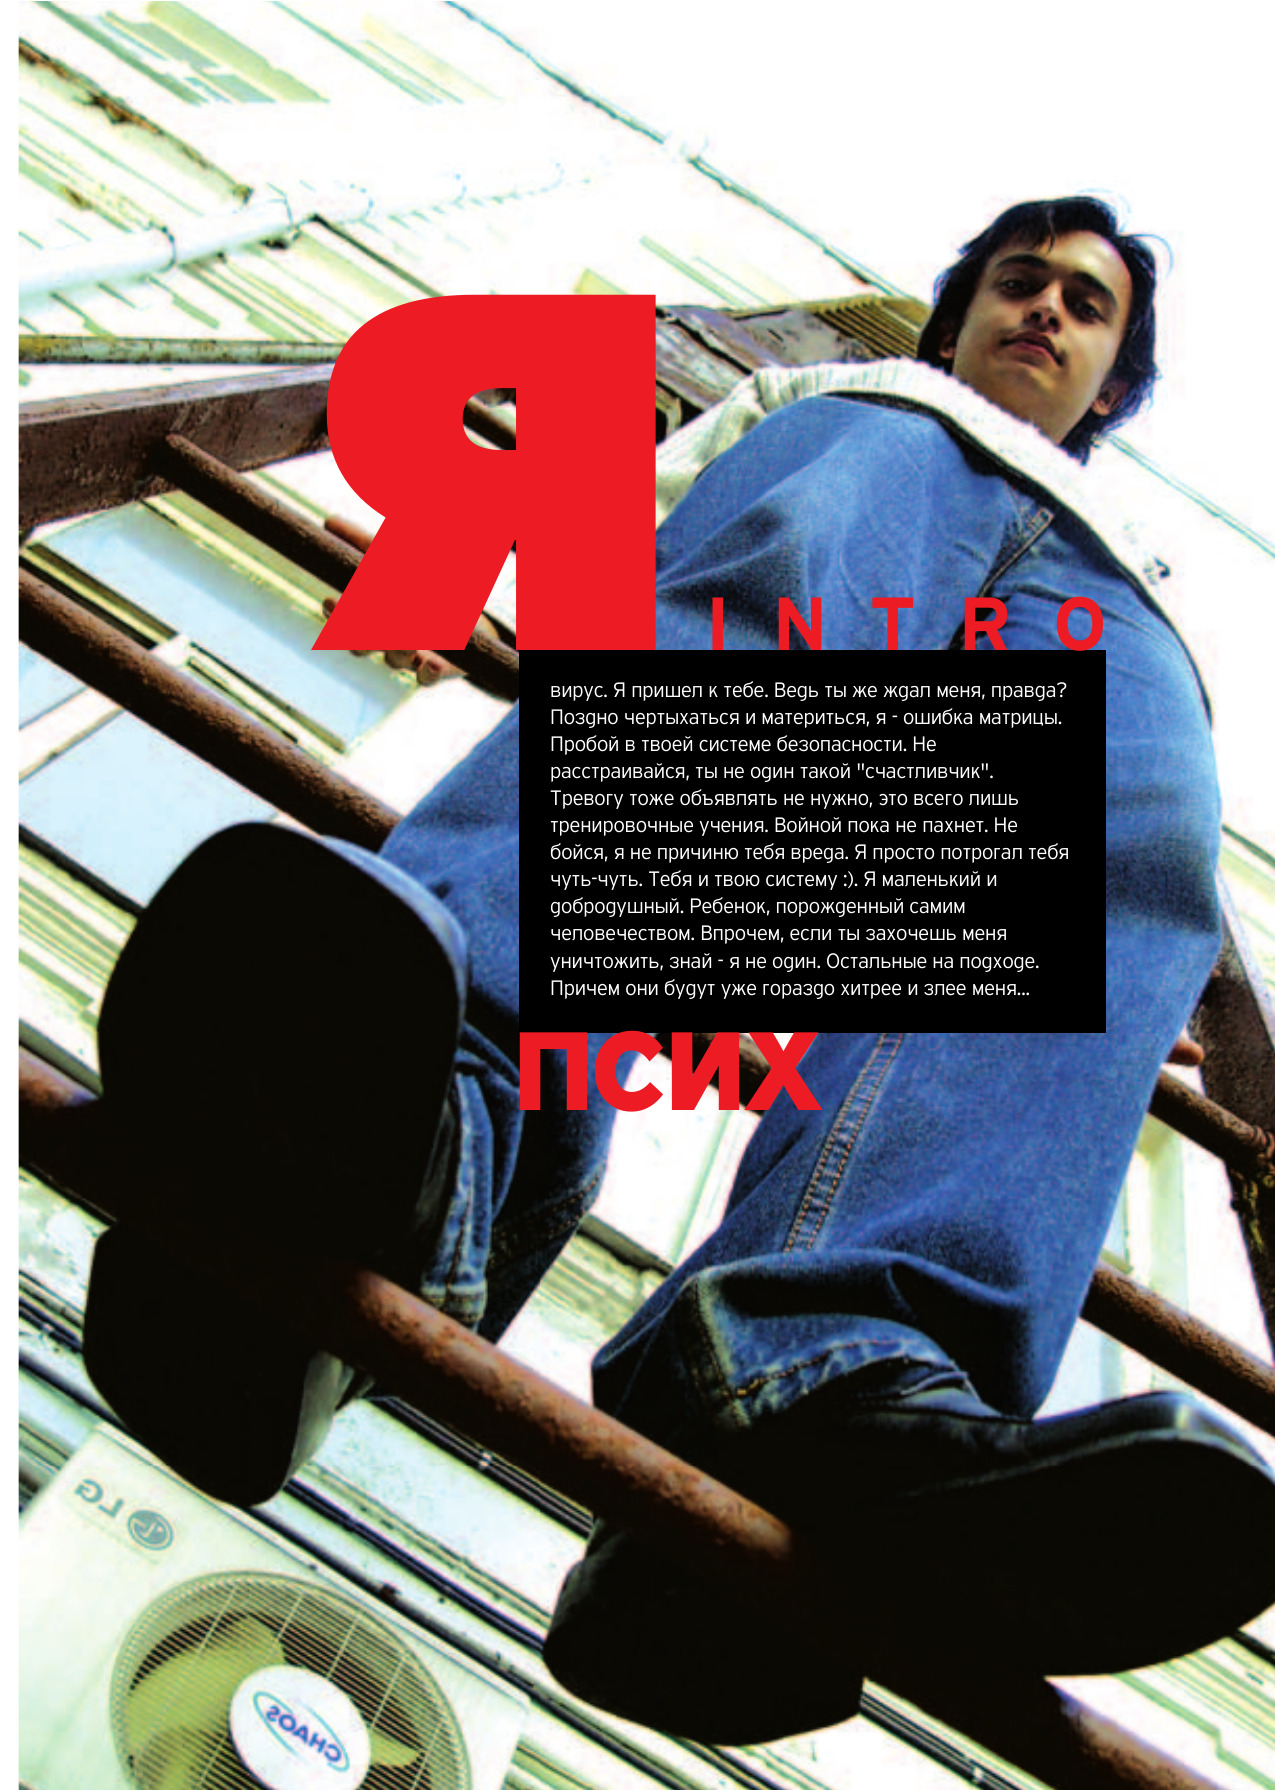 Я
INTRO
вирус. Я пришел к тебе. Ведь ты же ждал меня, правда?
Поздно чертыхаться и материться, я - ошибка матрицы.
Пробой в твоей системе безопасности. Не
расстраивайся, ты не один такой "счастливчик".
Тревогу тоже объявлять не нужно, это всего лишь
тренировочные учения. Войной пока не пахнет. Не
бойся, я не причиню тебя вреда. Я просто потрогал тебя
чуть-чуть. Тебя и твою систему :). Я маленький и
добродушный. Ребенок, порожденный самим
человечеством. Впрочем, если ты захочешь меня
уничтожить, знай - я не один. Остальные на подходе.
Причем они будут уже гораздо хитрее и злее меня...
ПСИХ
LG
CHAOS